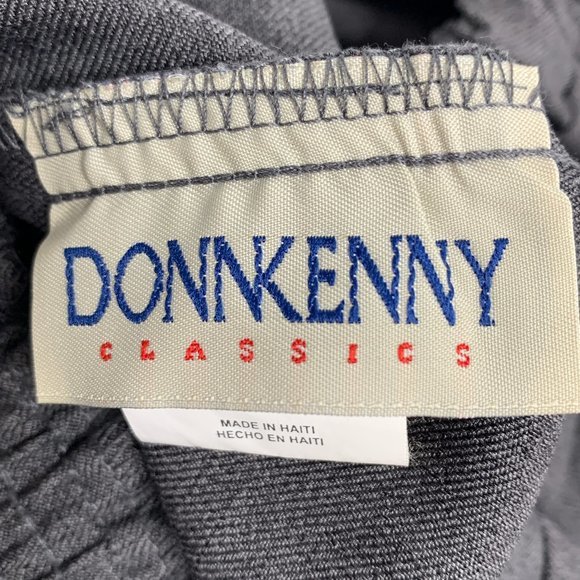 DONNKENNY
CLASSICS
MADE IN HAITI
HECHO EN HAITI